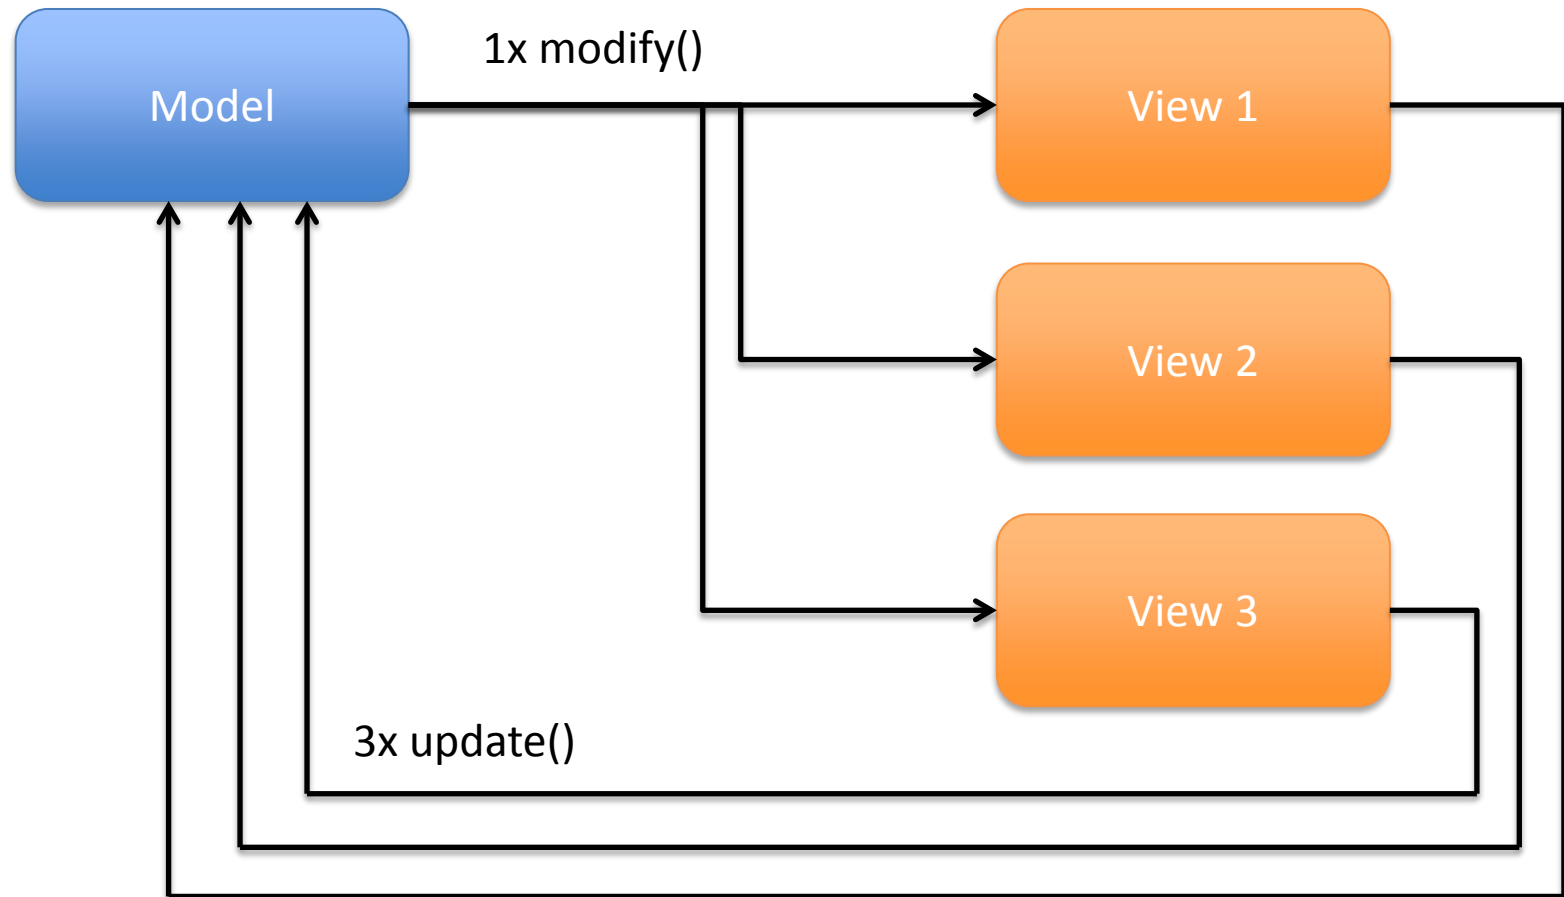 1x modify()
Model
View 1
View 2
View 3
3x update()